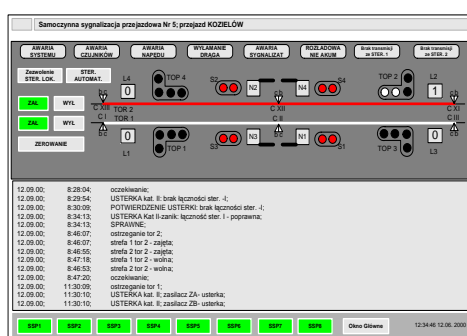 Samoczynna sygnalizacja przejazdowa Nr 5; przejazd KOZIELÓW
AWARIA SYSTEMU
AWARIA CZUJNIKÓW
AWARIA NAPĘDU
WYŁAMANIE DRAGA
AWARIA SYGNALIZAT
ROZŁADOWA NIE AKUM
Brak transmisji ze STER. 1
Brak transmisji ze STER. 2
Zezwolenie STER. LOK.
STER. AUTOMAT.
L4
TOP 4
S2
N2
N4
S4
TOP 2
L2
0
1
b c
c b
b c
ZAŁ
WYŁ
C XIII
TOR 2
C XII
C XI
C I
TOR 1
C II
C III
ZAŁ
WYŁ
b c
c b
b c
ZEROWANIE
0
TOP 1
N3
N1
TOP 3
0
L1
S3
S1
L3
12.09.00; 8:28:04; oczekiwanie;
12.09.00; 8:29:54; USTERKA kat. II: brak łączności ster. -I;
12.09.00; 8:30:09; POTWIERDZENIE USTERKI: brak łączności ster. -I;
12.09.00; 8:34:13; USTERKA Kat II-zanik: łączność ster. I - poprawna;
12.09.00; 8:34:13; SPRAWNE;
12.09.00; 8:46:07; ostrzeganie tor 2;
12.09.00; 8:46:07; strefa 1 tor 2 - zajęta;
12.09.00; 8:46:55; strefa 2 tor 2 - zajęta;
12.09.00; 8:47:18; strefa 1 tor 2 - wolna;
12.09.00; 8:46:53; strefa 2 tor 2 - wolna;
12.09.00; 8:47:20; oczekiwanie;
12.09.00; 11:30:09; ostrzeganie tor 1;
12.09.00; 11:30:10; USTERKA kat. II; zasilacz ZA- usterka;
12.09.00; 11:30:10; USTERKA kat. II; zasilacz ZB- usterka;
SSP1
SSP2
SSP3
SSP4
SSP5
SSP6
SSP7
SSP8
Okno Główne
12:34:46 12.06. 2000